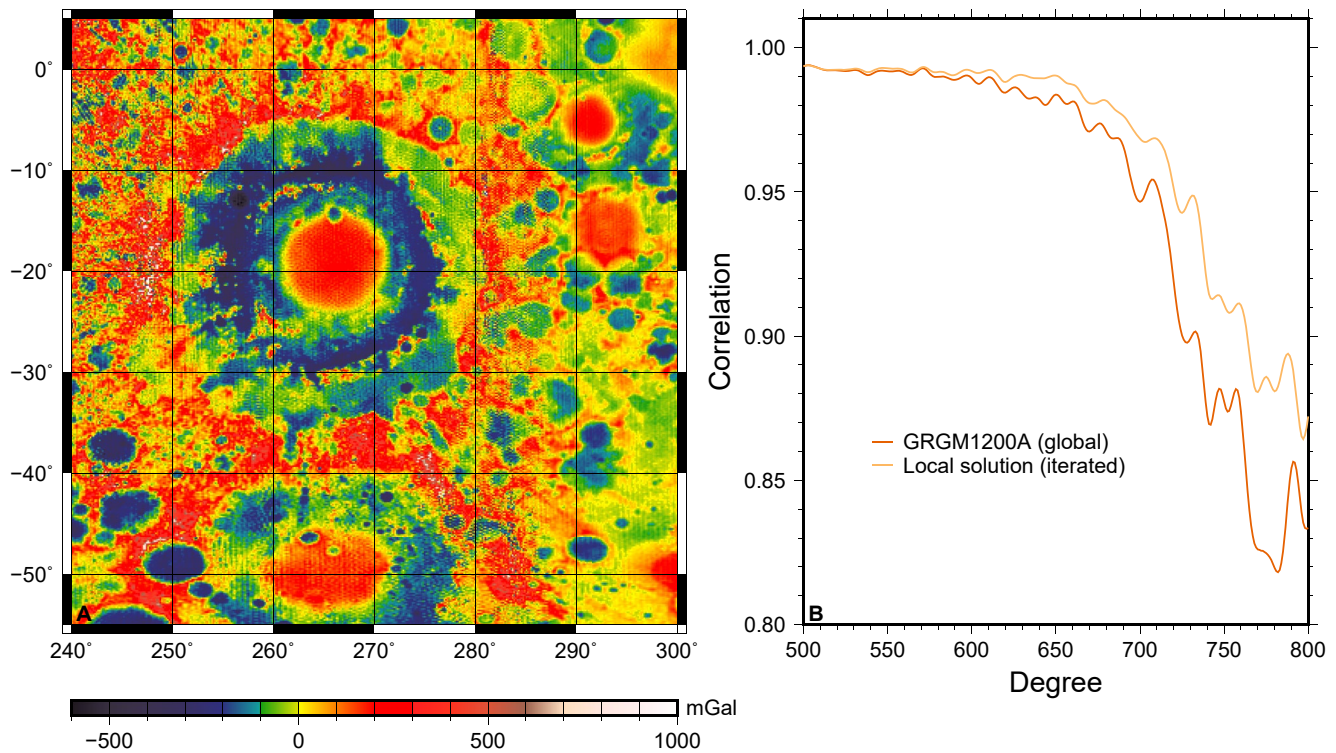 0°
−10°
−20°
−30°
−40°
−50°
A
240° 250° 260° 270° 280° 290° 300°
−500 0 500 1000 mGal
1.00
0.95
0.90
0.85
0.80
Correlation
GRGM1200A (global)
Local solution (iterated)
B
500 550 600 650 700 750 800
Degree